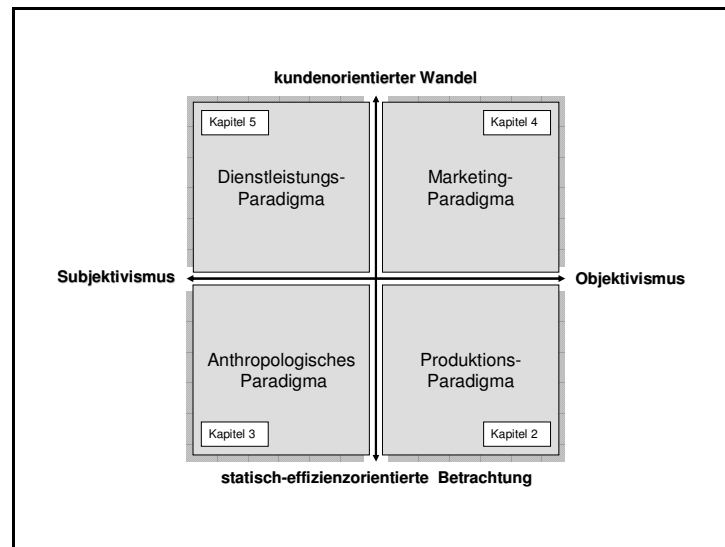 kundenorientierter Wandel
Kapitel 5
Kapitel 4
Dienstleistungs-
Paradigma
Marketing-
Paradigma
Subjektivismus
Objektivismus
Anthropologisches
Paradigma
Produktions-
Paradigma
Kapitel 3
Kapitel 2
statisch-effizienzorientierte Betrachtung